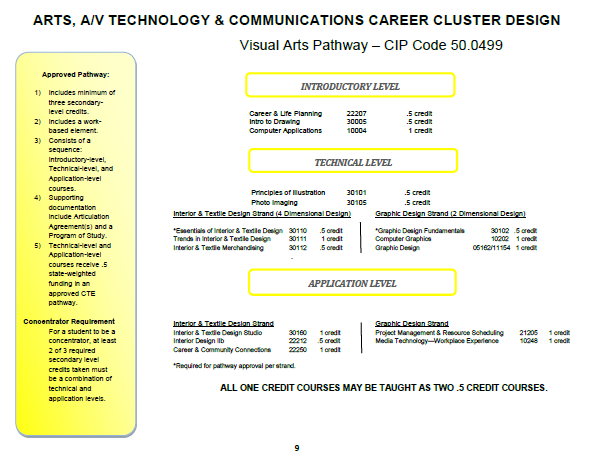 ARTS, A/V TECHNOLOGY & COMMUNICATIONS CAREER CLUSTER DESIGN
Visual Arts Pathway – CIP Code 50.0499
Approved Pathway:
1) Includes minimum of
three secondary-
level credits.
2) Includes a work-
based element.
3) Consists of a
sequence:
Introductory-level,
Technical-level, and
Application-level
courses.
4) Supporting
documentation
include Articulation
Agreement(s) and a
Program of Study.
5) Technical-level and
Application-level
courses receive .5
state-weighted
funding in an
approved CTE
pathway.
Concentrator Requirement
For a student to be a
concentrator, at least
2 of 3 required
secondary level
credits taken must
be a combination of
technical and
application levels.
INTRODUCTORY LEVEL
Career & Life Planning 22207 .5 credit
Intro to Drawing 30005 .5 credit
Computer Applications 10004 1 credit
TECHNICAL LEVEL
Principles of Illustration 30101 .5 credit
Photo Imaging 30105 .5 credit
Interior & Textile Design Strand (4 Dimensional Design)
*Essentials of Interior & Textile Design 30110 .5 credit
Trends in Interior & Textile Design 30111 1 credit
Interior & Textile Merchandising 30112 .5 credit
Graphic Design Strand (2 Dimensional Design)
*Graphic Design Fundamentals 30102 .5 credit
Computer Graphics 10202 1 credit
Graphic Design 05162/11154 1 credit
APPLICATION LEVEL
Interior & Textile Design Strand
Interior & Textile Design Studio 30160 1 credit
Interior Design IIb 22212 .5 credit
Career & Community Connections 22250 1 credit
Graphic Design Strand
Project Management & Resource Scheduling 21205 1 credit
Media Technology—Workplace Experience 10248 1 credit
*Required for pathway approval per strand.
ALL ONE CREDIT COURSES MAY BE TAUGHT AS TWO .5 CREDIT COURSES.
9